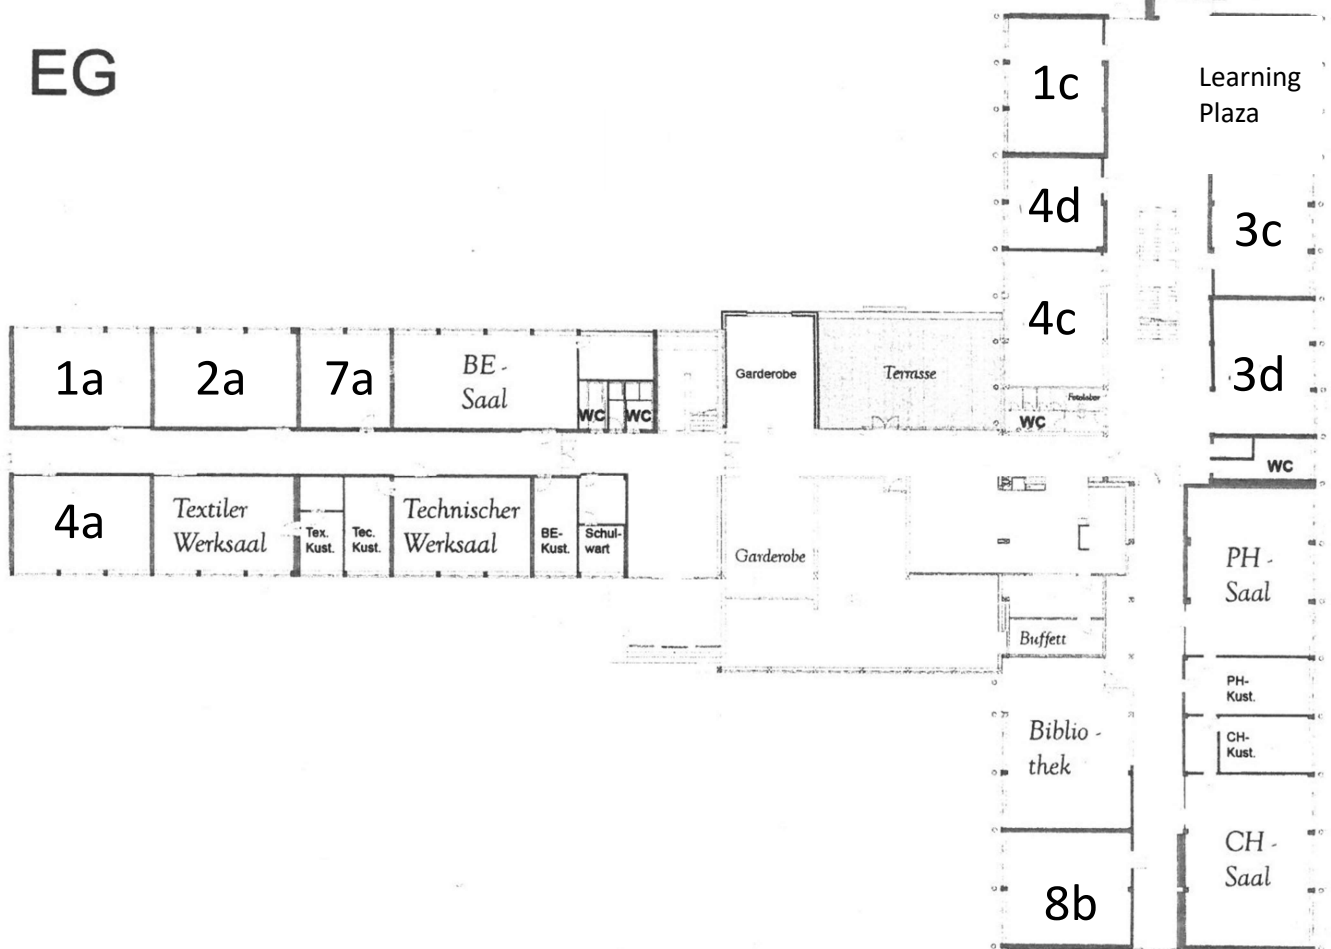 EG
1c
Learning
Plaza
4d
3c
4c
3d
Fotolabor
WC
WC
1a
2a
7a
BE -
Saal
WC
WC
Garderobe
Terrasse
4a
Textiler
Werksaal
Tex.
Kust.
Tec.
Kust.
Technischer
Werksaal
BE-
Kust.
Schul-
wart
Garderobe
PH -
Saal
Buffett
PH-
Kust.
Biblio -
thek
CH-
Kust.
CH -
Saal
8b